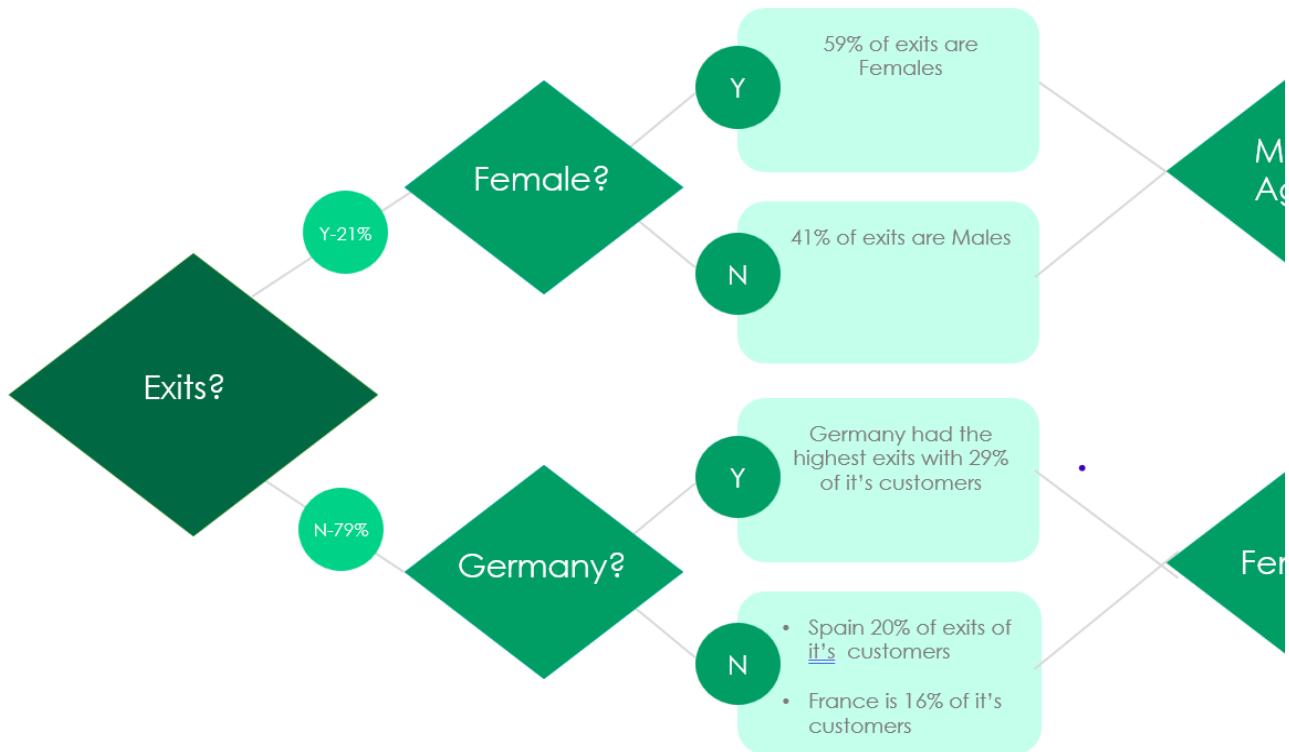 Exits?
Y-21%
Female?
Y
59% of exits are
Females
N
41% of exits are Males
N-79%
Germany?
Y
Germany had the
highest exits with 29%
of it's customers
N
• Spain 20% of exits of
it's customers
• France is 16% of it's
customers